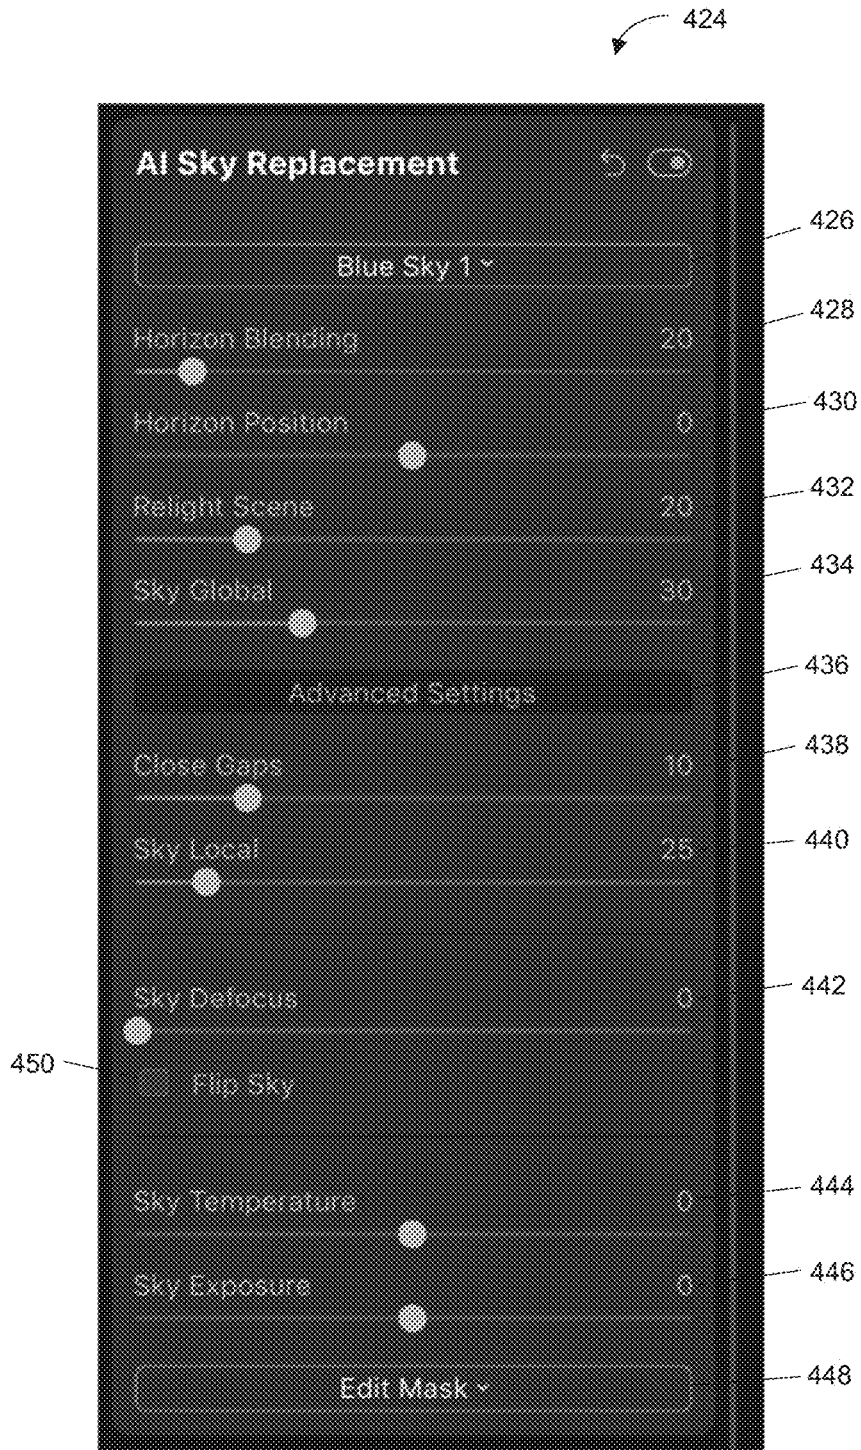 424
AI Sky Replacement
426
Blue Sky 1
428
Horizon Blending 20
430
Horizon Position 0
432
Relight Scene 20
434
Sky Global 30
436
Advanced Settings
438
Close Gaps 10
440
Sky Local 25
442
Sky Defocus 0
450
Flip Sky
444
Sky Temperature 0
446
Sky Exposure 0
448
Edit Mask